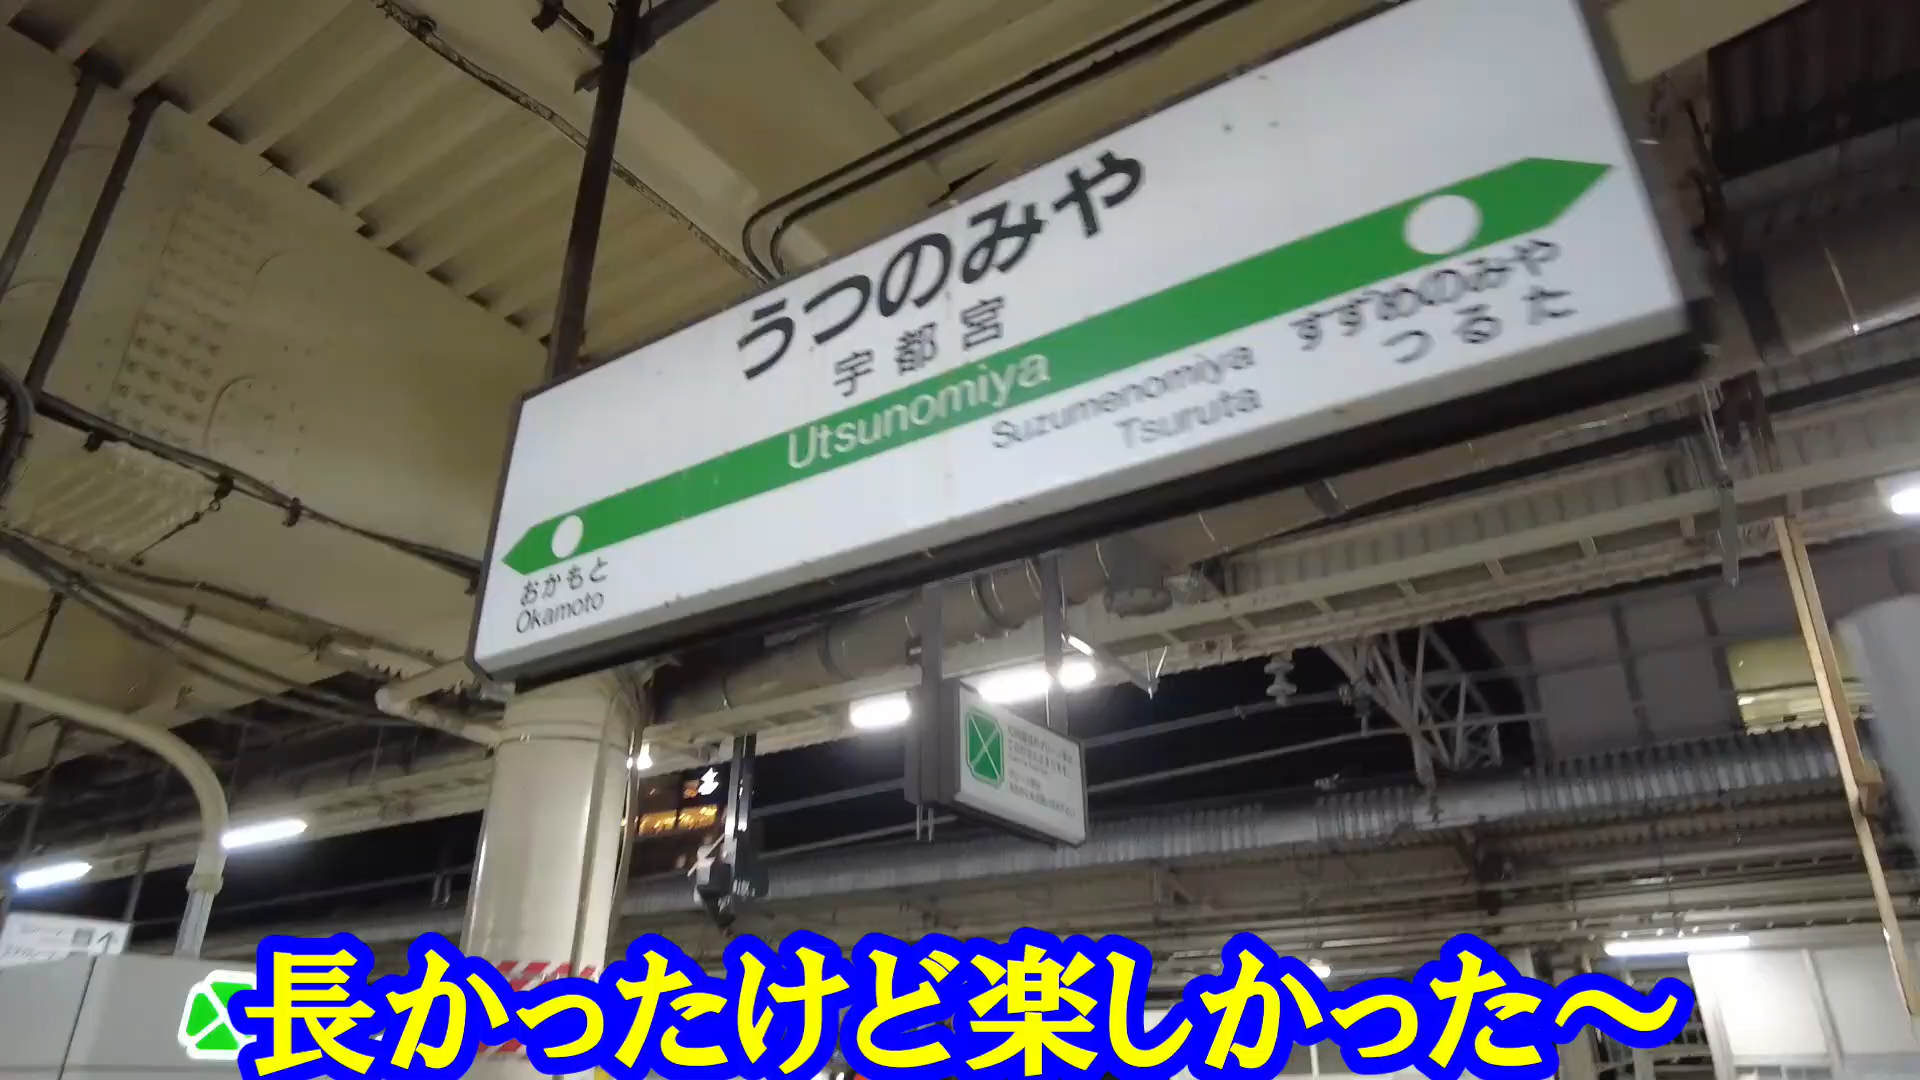 うつのみや
宇都宮
Utsunomiya
すずめのみや
Suzumenomiya
つるた
Tsuruta
おかもと
Okamoto
長かったけど楽しかった～